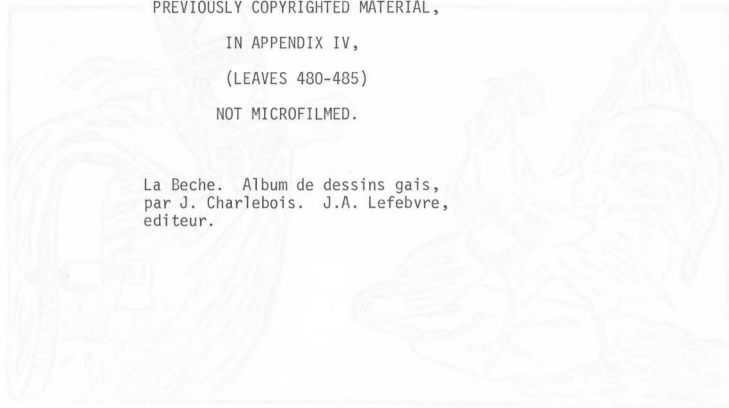 PREVIOUSLY COPYRIGHTED MATERIAL,
IN APPENDIX IV,
(LEAVES 480-485)
NOT MICROFILMED.
La Beche. Album de dessins gais,
par J. Charlebois. J.A. Lefebvre,
editeur.